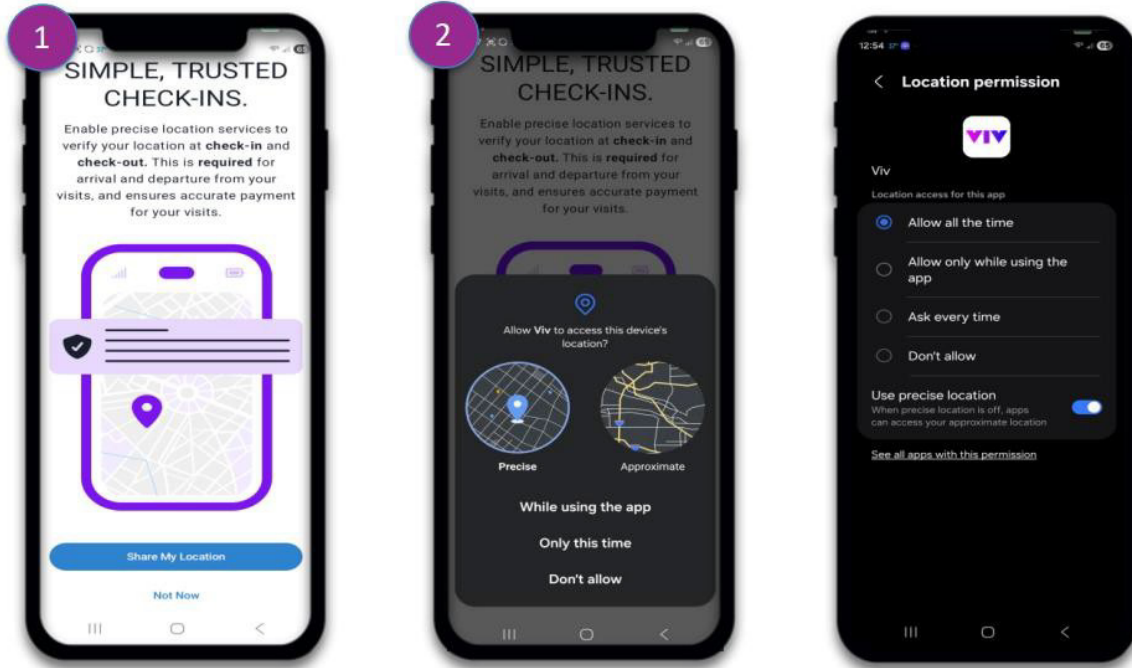 1
SIMPLE, TRUSTED
CHECK-INS.
Enable precise location services to
verify your location at check-in and
check-out. This is required for
arrival and departure from your
visits, and ensures accurate payment
for your visits.
Share My Location
Not Now
2
SIMPLE, TRUSTED
CHECK-INS.
Enable precise location services to
verify your location at check-in and
check-out. This is required for
arrival and departure from your
visits, and ensures accurate payment
for your visits.
Allow Viv to access this device's
location?
Precise
Approximate
While using the app
Only this time
Don't allow
12:54
Location permission
VIV
Viv
Location access for this app
Allow all the time
Allow only while using the
app
Ask every time
Don't allow
Use precise location
When precise location is off, apps
can access your approximate location
See all apps with this permission